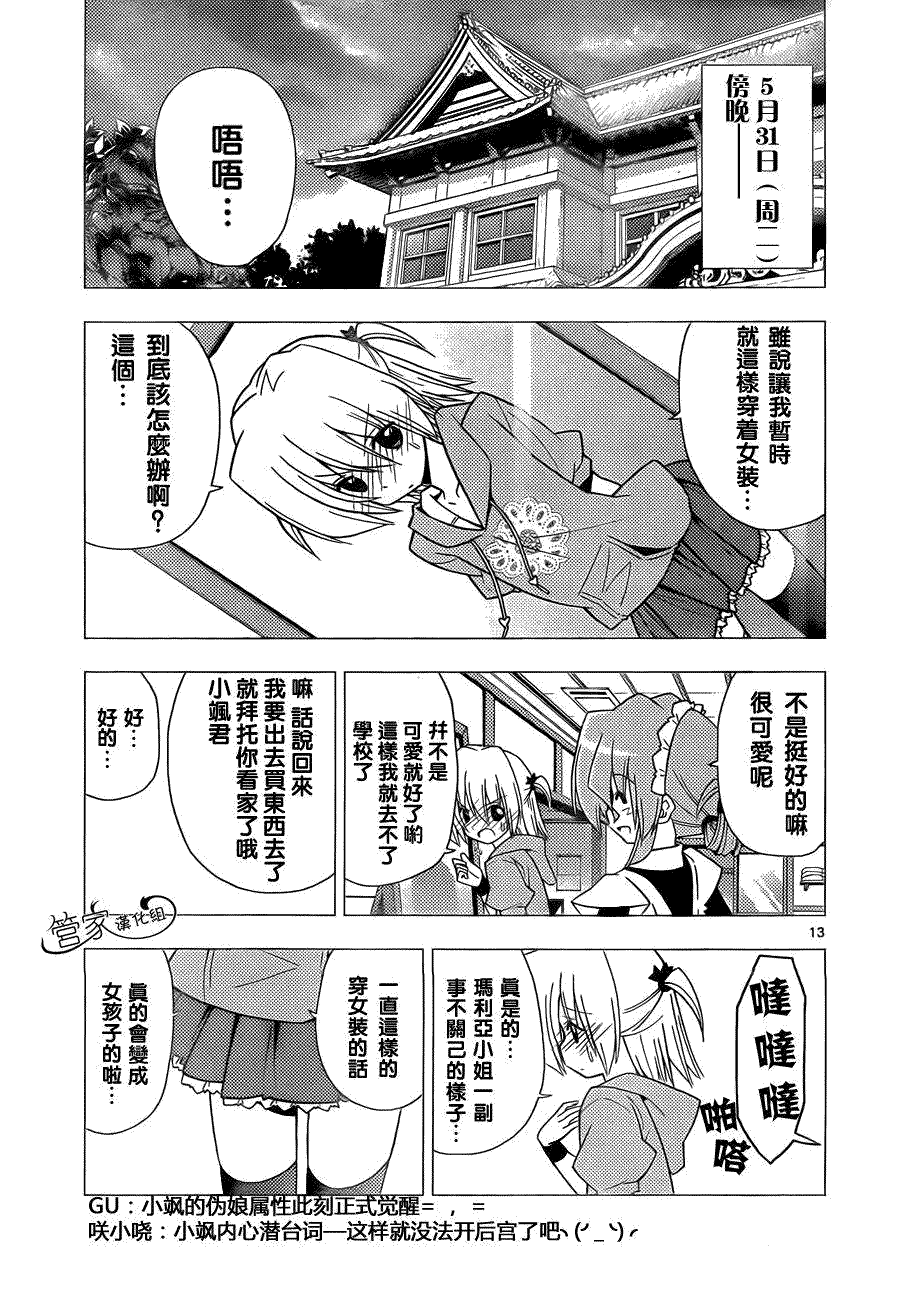 5月31日（周二）
傍晚——
唔唔…
雖說讓我暫時
就這樣穿着女裝…
到底該怎麼辦啊？
這個…
不是挺好的嘛
很可愛呢
幷不是
可愛就好了喲
這樣我就去不了
學校了
嘛 話說回來
我要出去買東西去了
就拜托你看家了哦
小颯君
好…
好的…
管家
漢化組
13
噠噠噠
啪嗒
真是的…
瑪利亞小姐一副
事不關己的樣子…
一直這樣的
穿女裝的話
真的會變成
女孩子的啦…
GU：小飒的伪娘属性此刻正式觉醒=，=
咲小哓：小飒内心潜台词—这样就没法开后宫了吧╮(╯_╰)╭